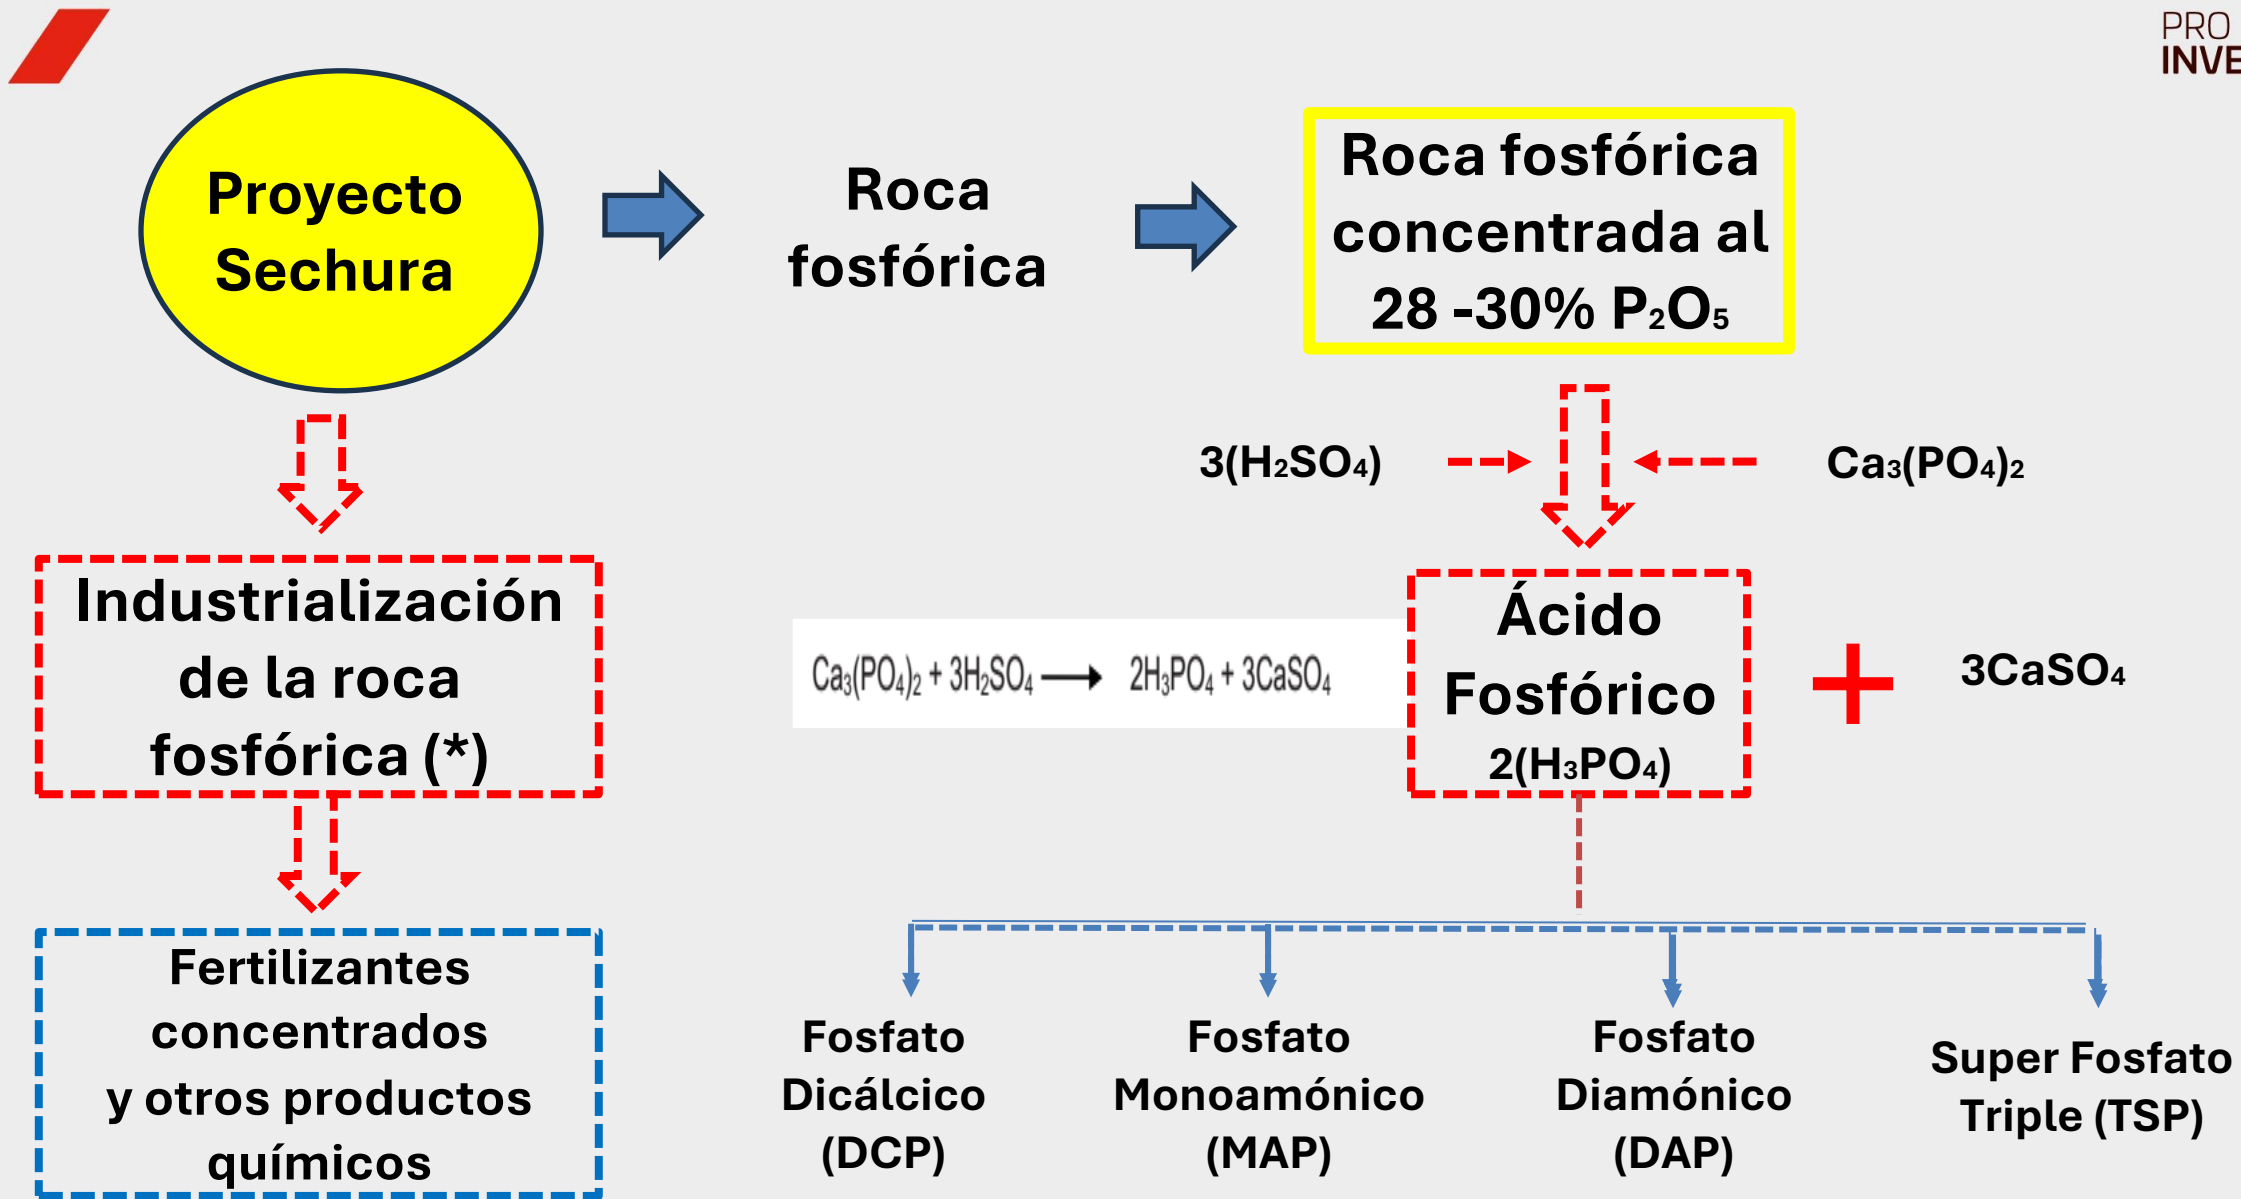 PRO
INVE
Proyecto
Sechura
Roca
fosfórica
Roca fosfórica
concentrada al
28 -30% P₂O₅
3(H₂SO₄)
Ca₃(PO₄)₂
Industrialización
de la roca
fosfórica (*)
Ca₃(PO₄)₂ + 3H₂SO₄ ⟶ 2H₃PO₄ + 3CaSO₄
Ácido
Fosfórico
2(H₃PO₄)
+
3CaSO₄
Fertilizantes
concentrados
y otros productos
químicos
Fosfato
Dicálcico
(DCP)
Fosfato
Monoamónico
(MAP)
Fosfato
Diamónico
(DAP)
Super Fosfato
Triple (TSP)